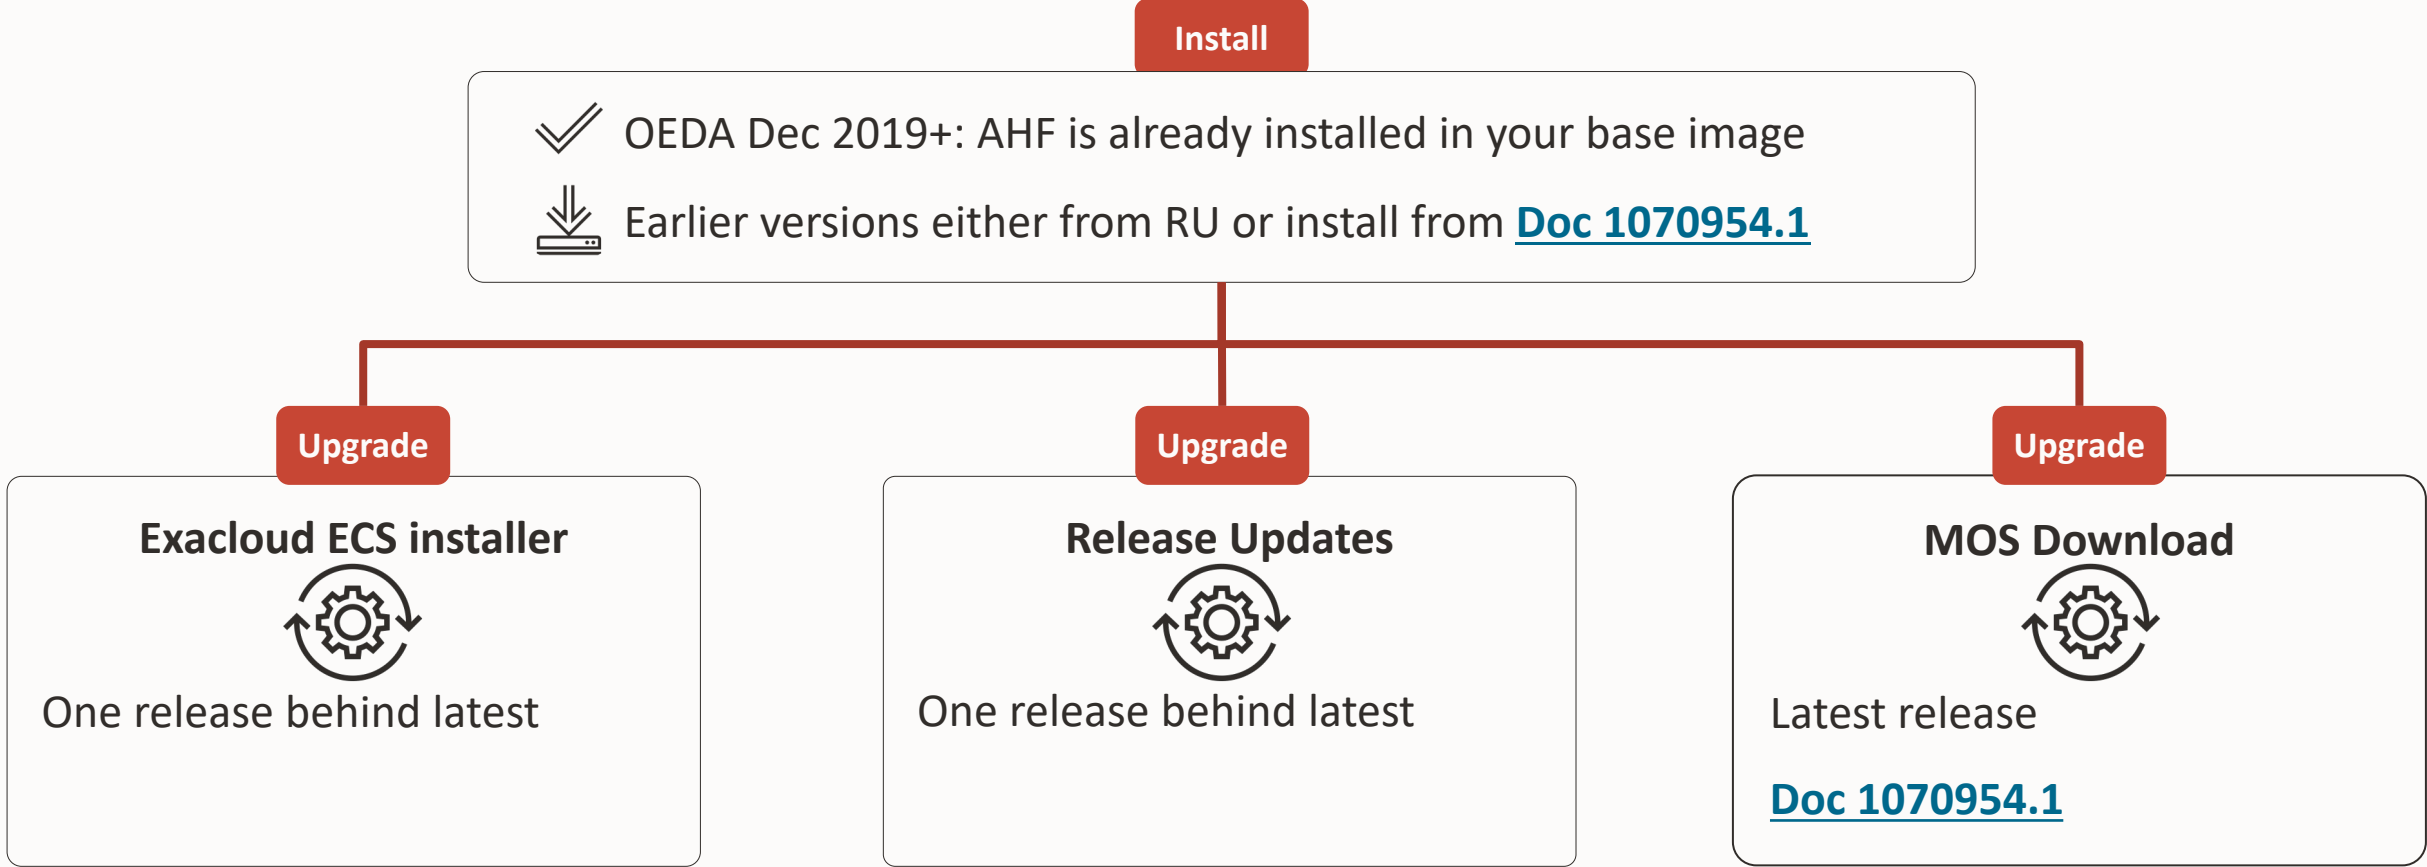 Install
OEDA Dec 2019+: AHF is already installed in your base image
Earlier versions either from RU or install from Doc 1070954.1
Upgrade
Exacloud ECS installer
One release behind latest
Upgrade
Release Updates
One release behind latest
Upgrade
MOS Download
Latest release
Doc 1070954.1